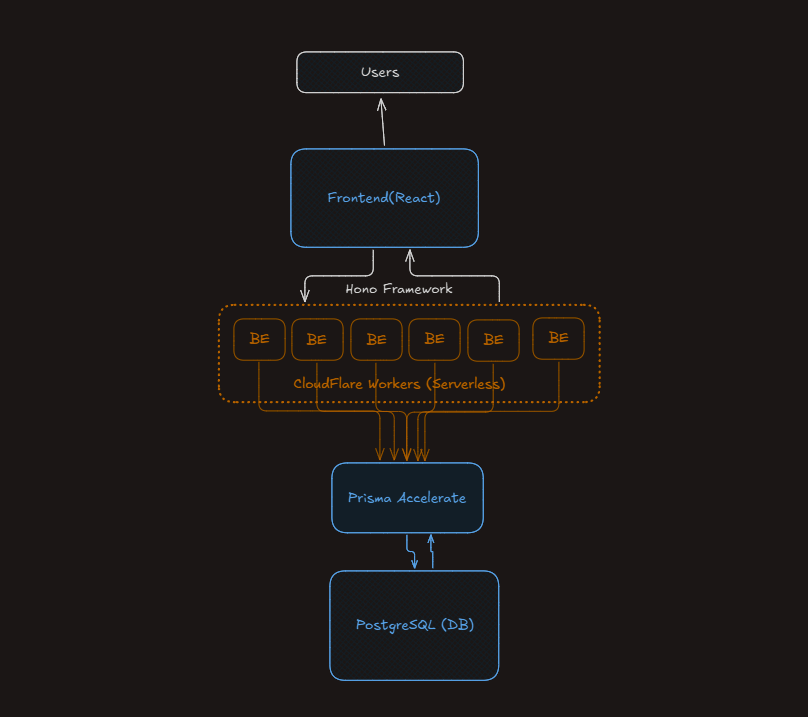 Users
Frontend(React)
Hono Framework
BE BE BE BE BE BE
CloudFlare Workers (Serverless)
Prisma Accelerate
PostgreSQL (DB)